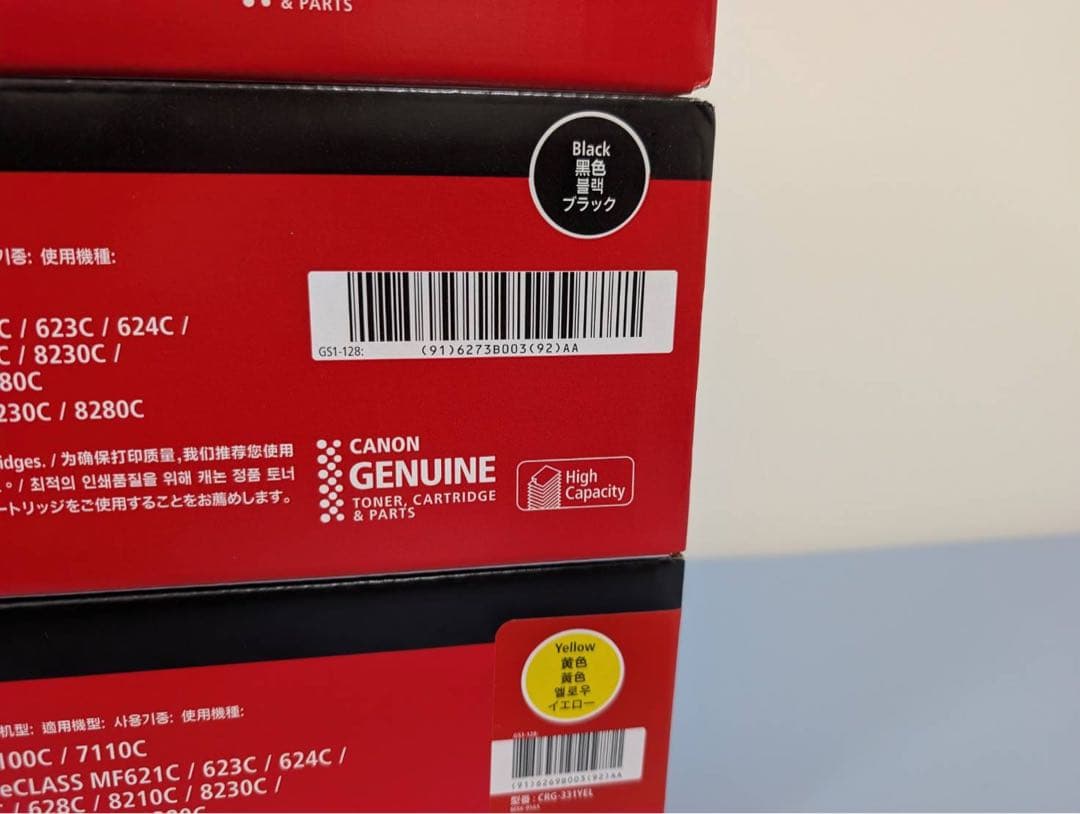 & PARTS
Black
黑色
블랙
ブラック
기종: 使用機種:
GS1-128:
(91)6273B003(92)AA
C / 623C / 624C /
C / 8230C /
80C
230C / 8280C
idges. / 为确保打印质量,我们推荐您使用
。/ 최적의 인쇄품질을 위해 캐논 정품 토너
ートリッジをご使用することをお薦めします。
CANON
GENUINE
TONER, CARTRIDGE
& PARTS
High
Capacity
Yellow
黄色
黃色
옐로우
イエロー
机型: 適用機型: 사용기종: 使用機種:
100C / 7110C
eCLASS MF621C / 623C / 624C /
C / 628C / 8210C / 8230C /
GS1-128:
(91)6269B003(92)AA
型番 : CRG-331YEL